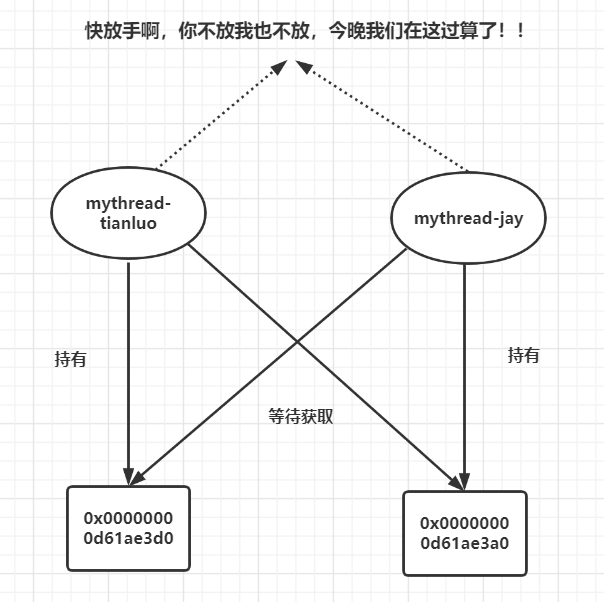 快放手啊，你不放我也不放，今晚我们在这过算了！！
mythread-
tianluo
mythread-jay
持有
持有
等待获取
0x0000000
0d61ae3d0
0x0000000
0d61ae3a0